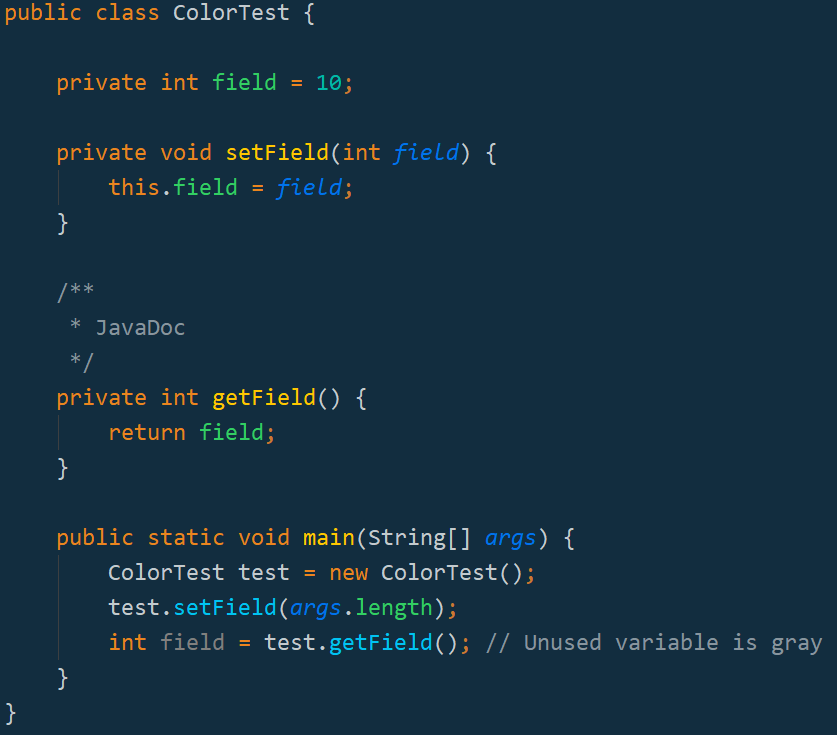 public class ColorTest {
    private int field = 10;
    private void setField(int field) {
        this.field = field;
    }
    /**
     * JavaDoc
     */
    private int getField() {
        return field;
    }
    public static void main(String[] args) {
        ColorTest test = new ColorTest();
        test.setField(args.length);
        int field = test.getField(); // Unused variable is gray
    }
}